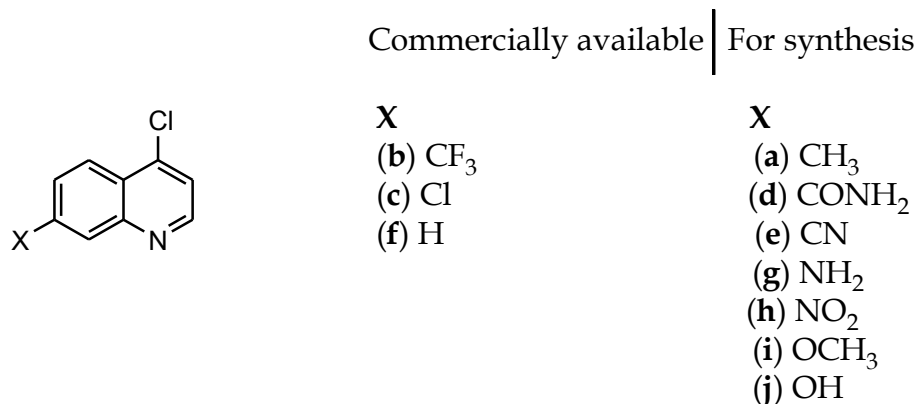 Commercially available For synthesis
Cl
X
N
X
(b) CF₃
(c) Cl
(f) H
X
(a) CH₃
(d) CONH₂
(e) CN
(g) NH₂
(h) NO₂
(i) OCH₃
(j) OH